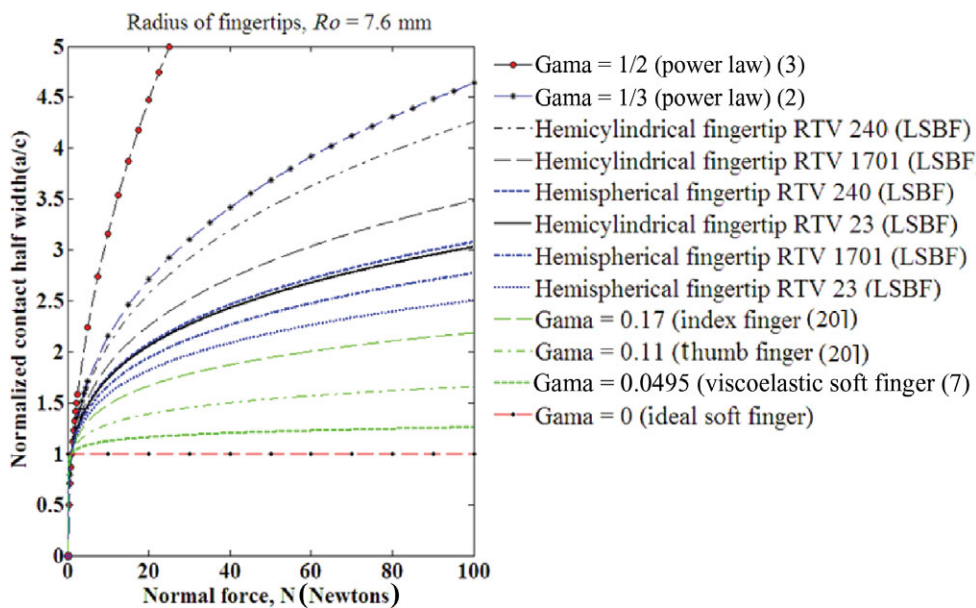 Radius of fingertips, Ro = 7.6 mm
5
4.5
4
3.5
3
2.5
2
1.5
1
0.5
0
Normalized contact half width(a/c)
0 20 40 60 80 100
Normal force, N (Newtons)
Gama = 1/2 (power law) (3)
Gama = 1/3 (power law) (2)
Hemicylindrical fingertip RTV 240 (LSBF)
Hemicylindrical fingertip RTV 1701 (LSBF
Hemispherical fingertip RTV 240 (LSBF)
Hemicylindrical fingertip RTV 23 (LSBF)
Hemispherical fingertip RTV 1701 (LSBF)
Hemispherical fingertip RTV 23 (LSBF)
Gama = 0.17 (index finger (20])
Gama = 0.11 (thumb finger (20])
Gama = 0.0495 (viscoelastic soft finger (7)
Gama = 0 (ideal soft finger)